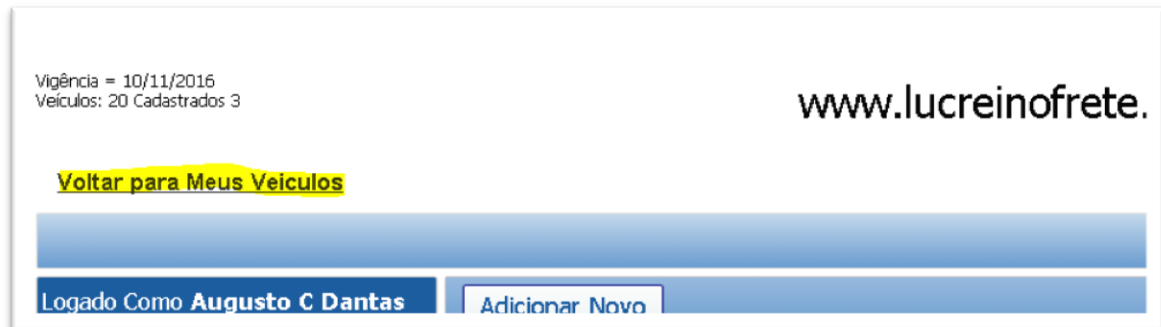 Vigência = 10/11/2016
Veículos: 20 Cadastrados 3
www.lucreinofrete.
Voltar para Meus Veiculos
Logado Como Augusto C Dantas
Adicionar Novo